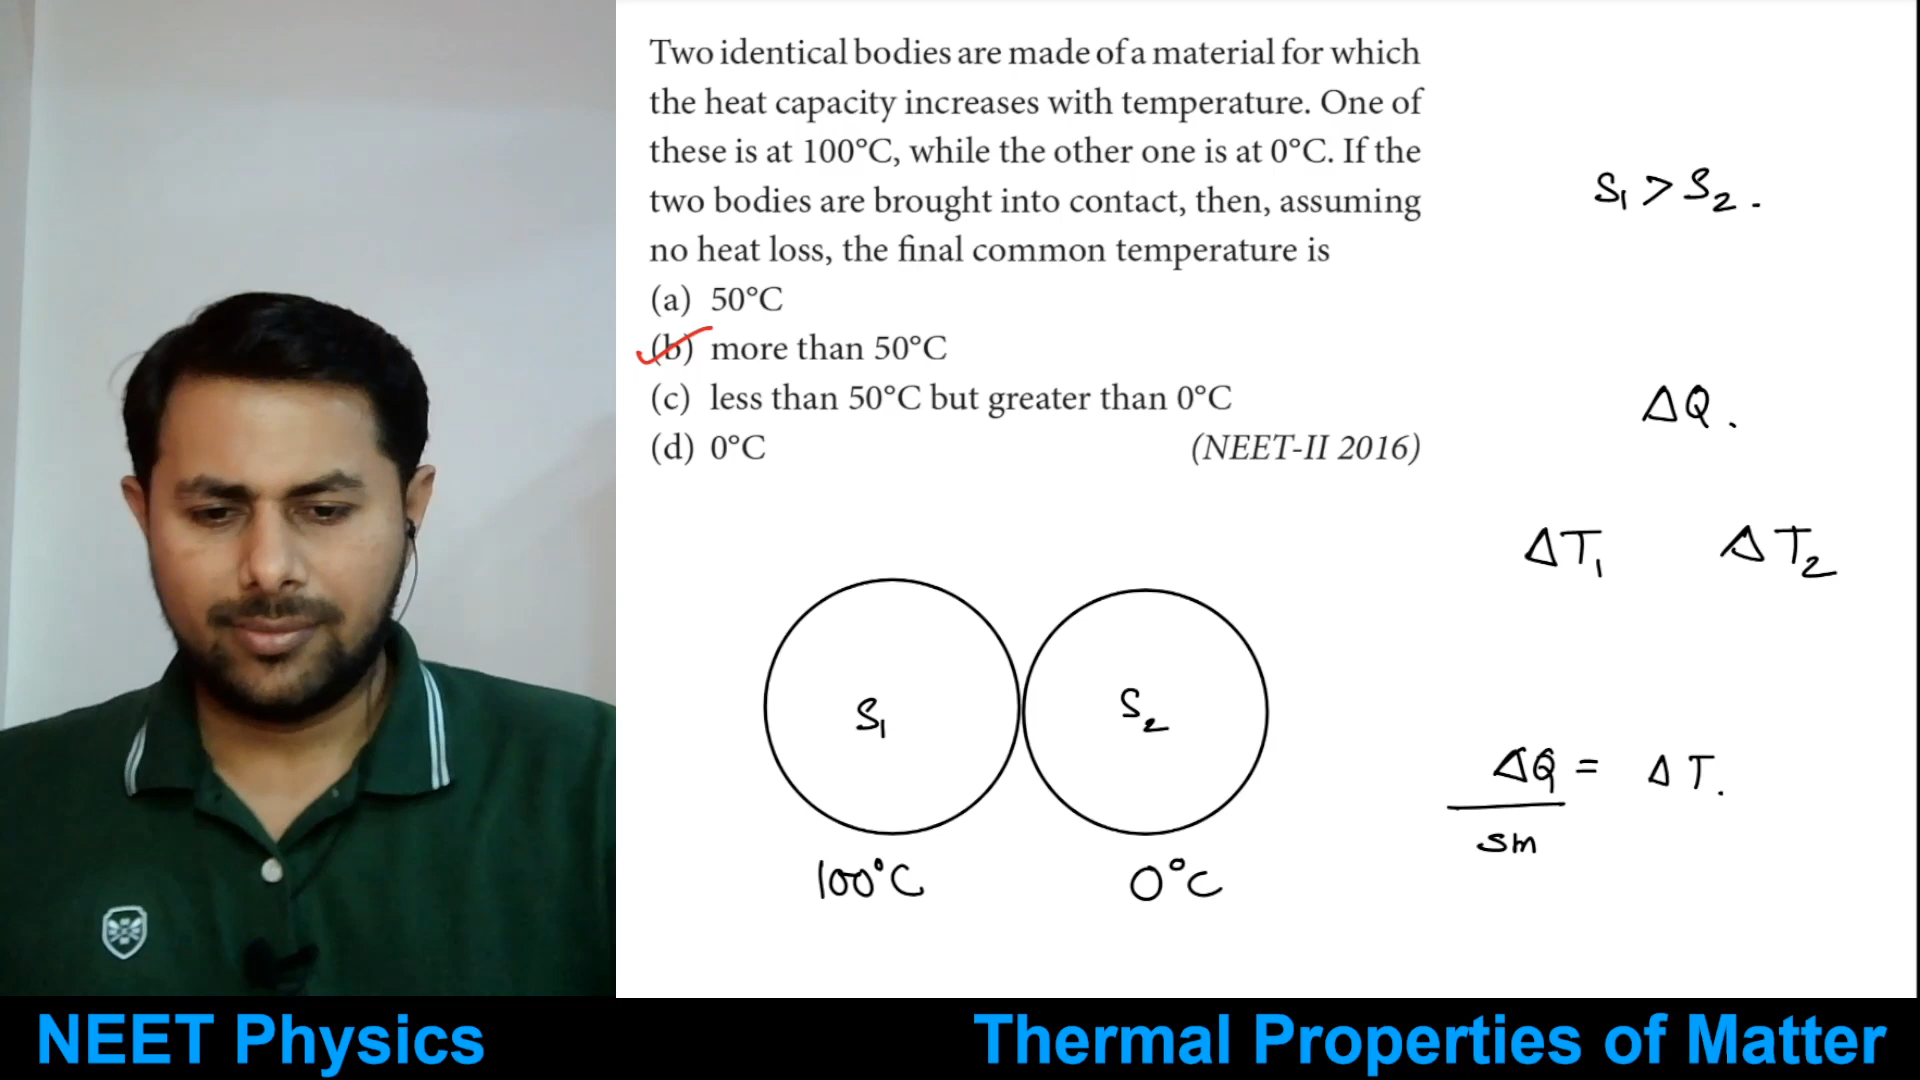 Two identical bodies are made of a material for which
the heat capacity increases with temperature. One of
these is at 100°C, while the other one is at 0°C. If the
two bodies are brought into contact, then, assuming
no heat loss, the final common temperature is
(a) 50°C
(b) more than 50°C
(c) less than 50°C but greater than 0°C
(d) 0°C (NEET-II 2016)
S₁ > S₂.
ΔQ.
ΔT₁ ΔT₂
S₁ S₂
ΔQ = ΔT.
sm
100°C 0°C
NEET Physics Thermal Properties of Matter